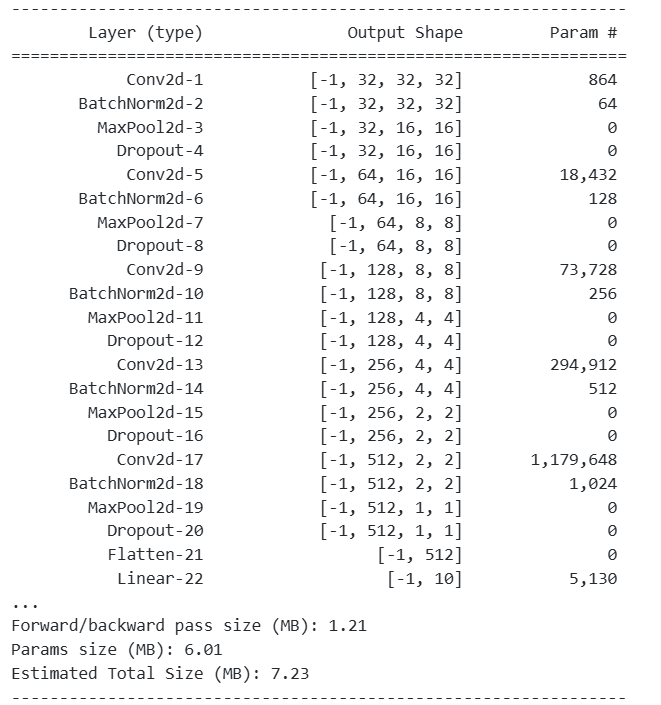 ----------------------------------------------------------------
Layer (type) Output Shape Param #
================================================================
Conv2d-1 [-1, 32, 32, 32] 864
BatchNorm2d-2 [-1, 32, 32, 32] 64
MaxPool2d-3 [-1, 32, 16, 16] 0
Dropout-4 [-1, 32, 16, 16] 0
Conv2d-5 [-1, 64, 16, 16] 18,432
BatchNorm2d-6 [-1, 64, 16, 16] 128
MaxPool2d-7 [-1, 64, 8, 8] 0
Dropout-8 [-1, 64, 8, 8] 0
Conv2d-9 [-1, 128, 8, 8] 73,728
BatchNorm2d-10 [-1, 128, 8, 8] 256
MaxPool2d-11 [-1, 128, 4, 4] 0
Dropout-12 [-1, 128, 4, 4] 0
Conv2d-13 [-1, 256, 4, 4] 294,912
BatchNorm2d-14 [-1, 256, 4, 4] 512
MaxPool2d-15 [-1, 256, 2, 2] 0
Dropout-16 [-1, 256, 2, 2] 0
Conv2d-17 [-1, 512, 2, 2] 1,179,648
BatchNorm2d-18 [-1, 512, 2, 2] 1,024
MaxPool2d-19 [-1, 512, 1, 1] 0
Dropout-20 [-1, 512, 1, 1] 0
Flatten-21 [-1, 512] 0
Linear-22 [-1, 10] 5,130
...
Forward/backward pass size (MB): 1.21
Params size (MB): 6.01
Estimated Total Size (MB): 7.23
----------------------------------------------------------------